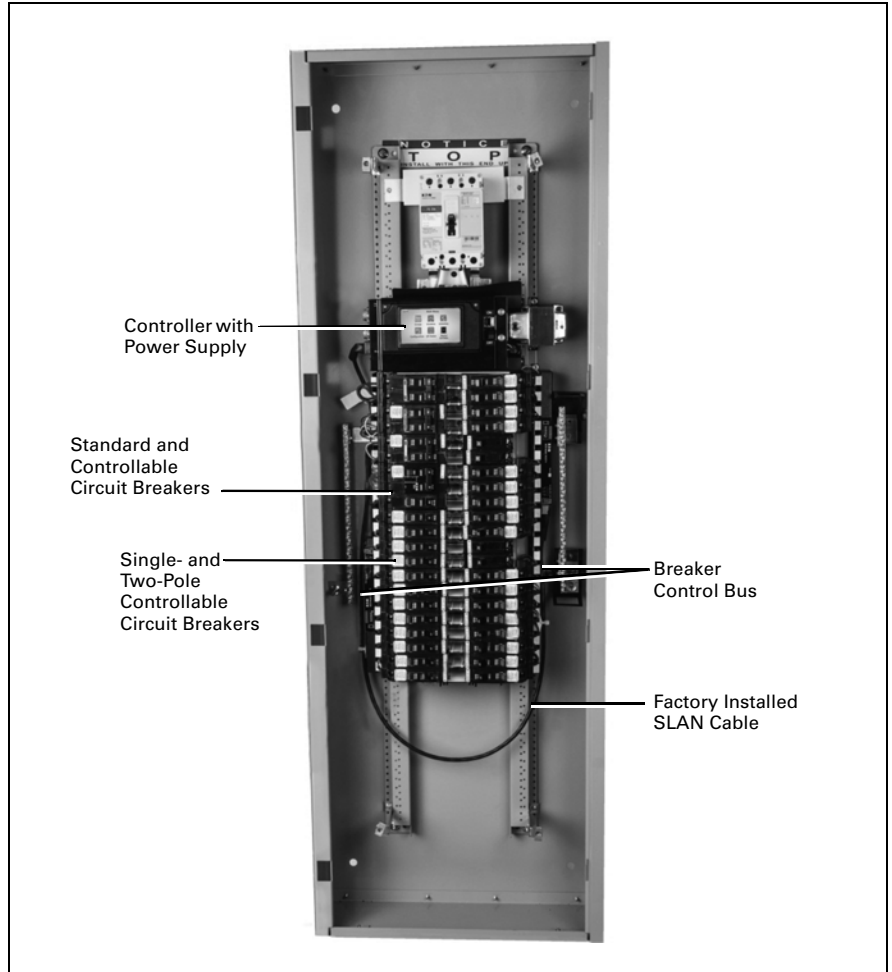 NOTICE
TOP
INSTALL WITH THIS END UP
Controller with
Power Supply
Standard and
Controllable
Circuit Breakers
Single- and
Two-Pole
Controllable
Circuit Breakers
Breaker
Control Bus
Factory Installed
SLAN Cable